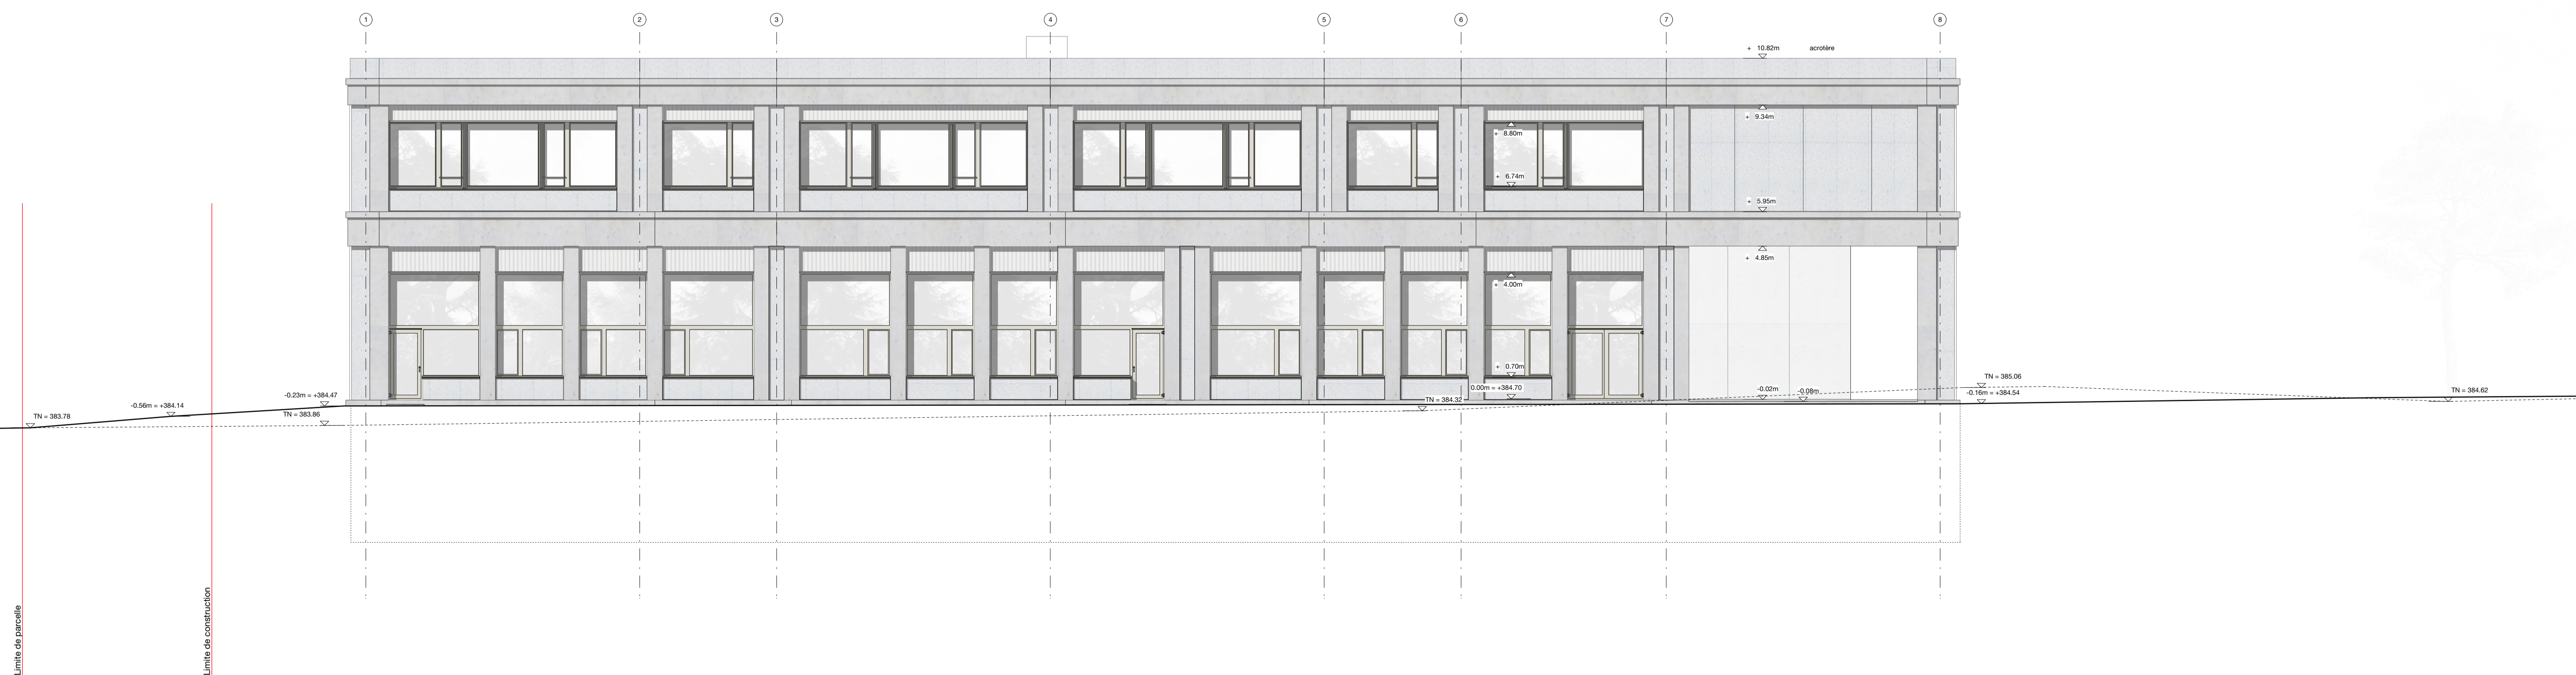 1 2 3 4 5 6 7 8
+ 10.82m acrotère
+ 9.34m
+ 8.80m
+ 6.74m
+ 5.95m
+ 4.85m
+ 4.00m
+ 0.70m
0.00m = +384.70
-0.02m
-0.08m
TN = 385.06
-0.16m = +384.54
TN = 384.62
TN = 384.32
-0.23m = +384.47
TN = 383.86
-0.56m = +384.14
TN = 383.78
Limite de parcelle
Limite de construction